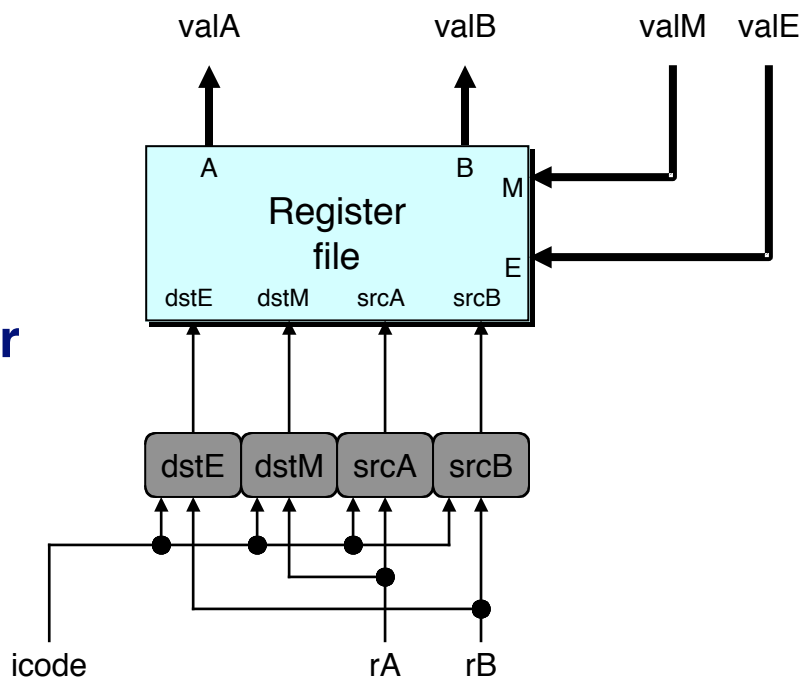 valA valB valM valE
A B
M
Register
file
E
dstE dstM srcA srcB
r
dstE dstM srcA srcB
icode rA rB